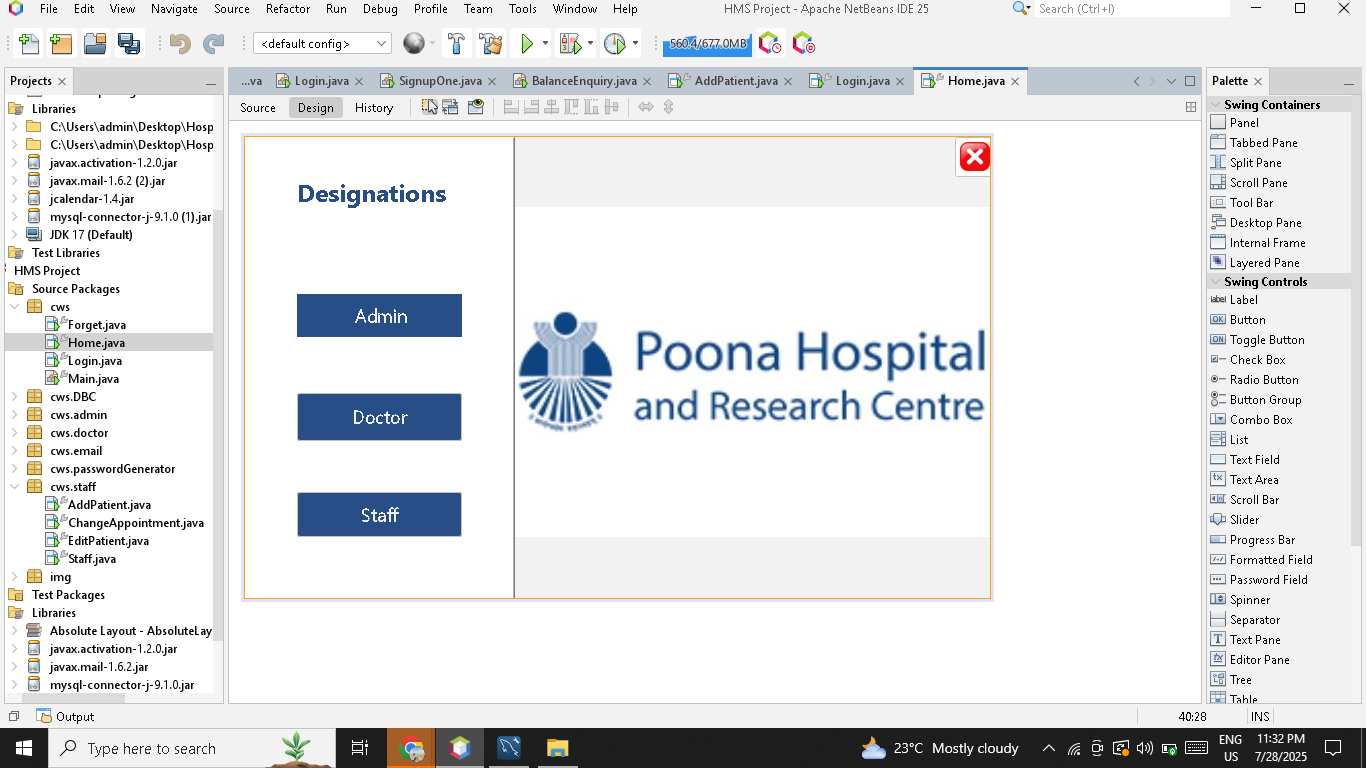 File Edit View Navigate Source Refactor Run Debug Profile Team Tools Window Help HMS Project - Apache NetBeans IDE 25 Search (Ctrl+I)
<default config> 560.4/677.0MB
Projects ...va Login.java SignupOne.java BalanceEnquiry.java AddPatient.java Login.java Home.java Palette
Source Design History
Libraries
C:\Users\admin\Desktop\Hosp
C:\Users\admin\Desktop\Hosp
javax.activation-1.2.0.jar
javax.mail-1.6.2 (2).jar
jcalendar-1.4.jar
mysql-connector-j-9.1.0 (1).jar
JDK 17 (Default)
Test Libraries
HMS Project
Source Packages
cws
Forget.java
Home.java
Login.java
Main.java
cws.DBC
cws.admin
cws.doctor
cws.email
cws.passwordGenerator
cws.staff
AddPatient.java
ChangeAppointment.java
EditPatient.java
Staff.java
img
Test Packages
Libraries
Absolute Layout - AbsoluteLay
javax.activation-1.2.0.jar
javax.mail-1.6.2.jar
mysql-connector-j-9.1.0.jar
Designations
Admin
Doctor
Staff
Poona Hospital
and Research Centre
Swing Containers
Panel
Tabbed Pane
Split Pane
Scroll Pane
Tool Bar
Desktop Pane
Internal Frame
Layered Pane
Swing Controls
Label
Button
Toggle Button
Check Box
Radio Button
Button Group
Combo Box
List
Text Field
Text Area
Scroll Bar
Slider
Progress Bar
Formatted Field
Password Field
Spinner
Separator
Text Pane
Editor Pane
Tree
Table
Output 40:28 INS
Type here to search 23°C Mostly cloudy ENG 11:32 PM
US 7/28/2025